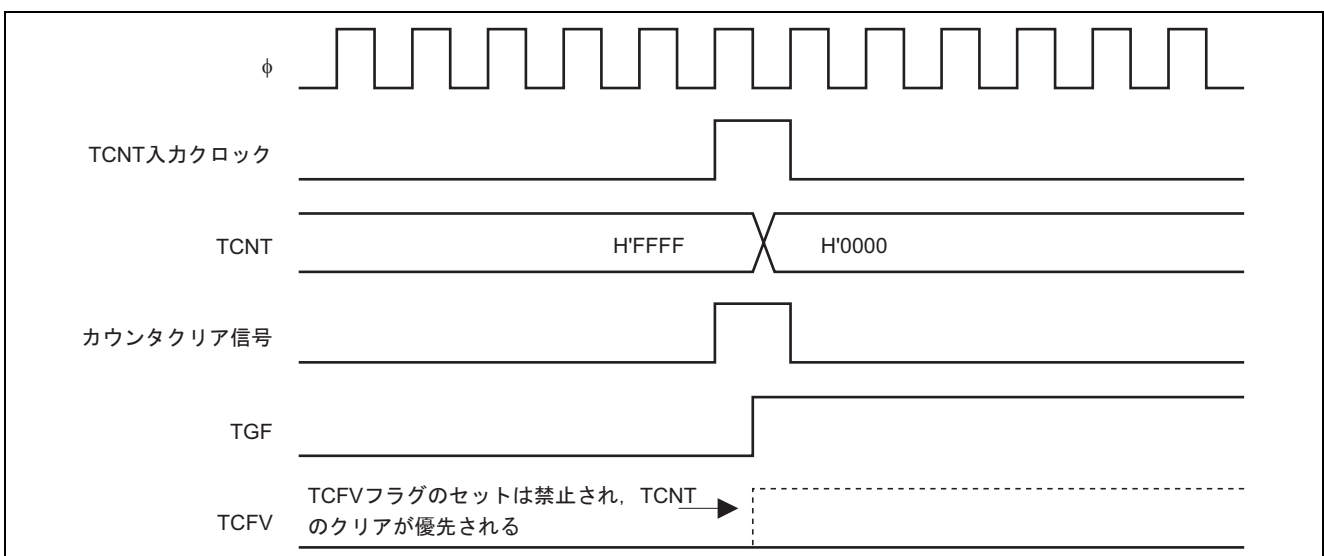 φ
TCNT入力クロック
TCNT
H'FFFF
H'0000
カウンタクリア信号
TGF
TCFV
TCFVフラグのセットは禁止され，TCNT
のクリアが優先される